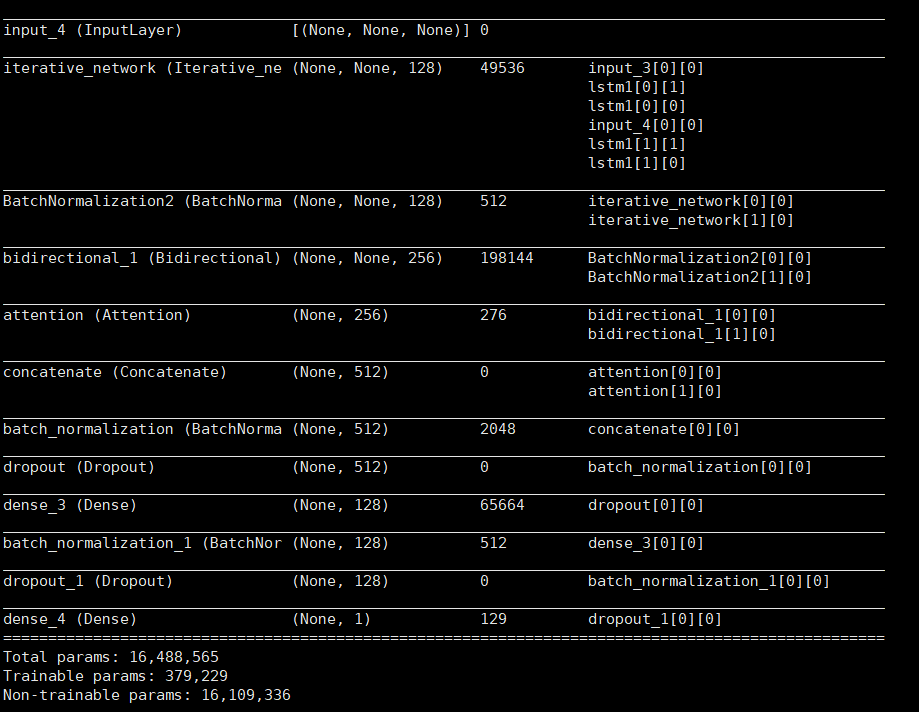 input_4 (InputLayer) [(None, None, None)] 0
iterative_network (Iterative_ne (None, None, 128) 49536 input_3[0][0]
lstm1[0][1]
lstm1[0][0]
input_4[0][0]
lstm1[1][1]
lstm1[1][0]
BatchNormalization2 (BatchNorma (None, None, 128) 512 iterative_network[0][0]
iterative_network[1][0]
bidirectional_1 (Bidirectional) (None, None, 256) 198144 BatchNormalization2[0][0]
BatchNormalization2[1][0]
attention (Attention) (None, 256) 276 bidirectional_1[0][0]
bidirectional_1[1][0]
concatenate (Concatenate) (None, 512) 0 attention[0][0]
attention[1][0]
batch_normalization (BatchNorma (None, 512) 2048 concatenate[0][0]
dropout (Dropout) (None, 512) 0 batch_normalization[0][0]
dense_3 (Dense) (None, 128) 65664 dropout[0][0]
batch_normalization_1 (BatchNor (None, 128) 512 dense_3[0][0]
dropout_1 (Dropout) (None, 128) 0 batch_normalization_1[0][0]
dense_4 (Dense) (None, 1) 129 dropout_1[0][0]
==================================================================================================
Total params: 16,488,565
Trainable params: 379,229
Non-trainable params: 16,109,336